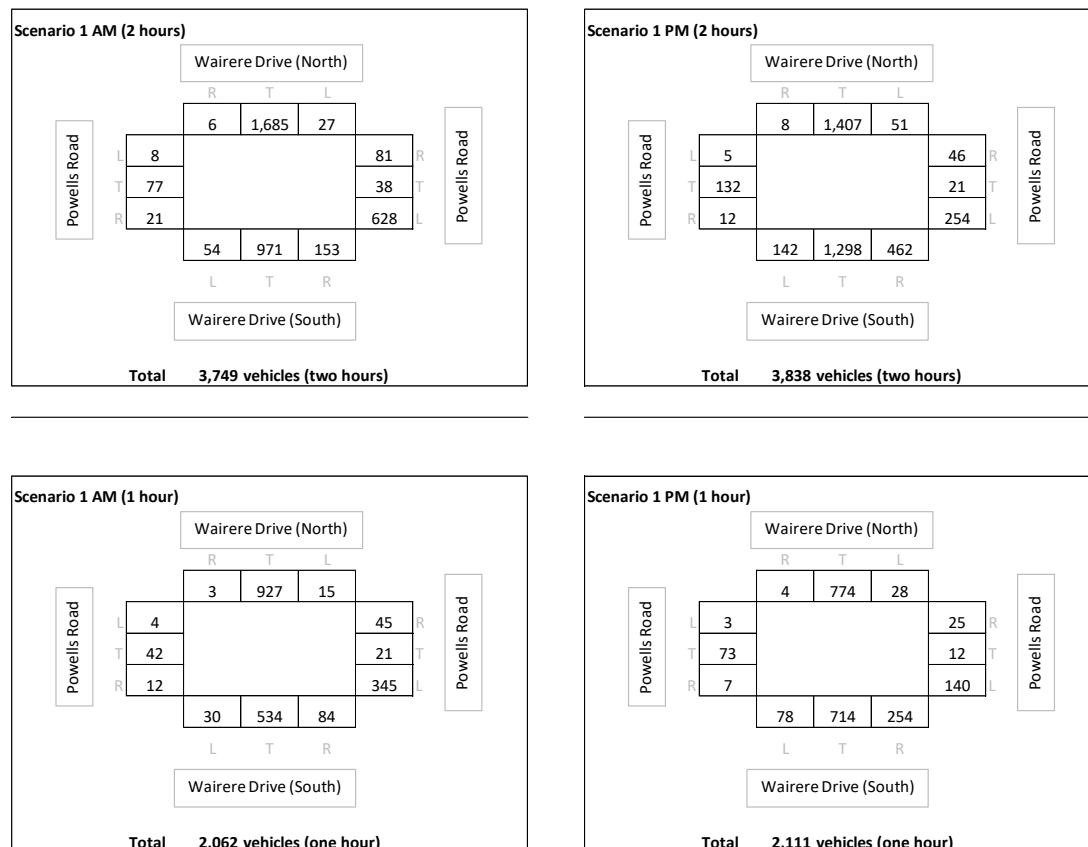 Scenario 1 AM (2 hours)
Wairere Drive (North)
R T L
6 1,685 27
Powells Road
L 8
T 77
R 21
81 R
38 T
628 L
Powells Road
54 971 153
L T R
Wairere Drive (South)
Total 3,749 vehicles (two hours)
Scenario 1 PM (2 hours)
Wairere Drive (North)
R T L
8 1,407 51
Powells Road
L 5
T 132
R 12
46 R
21 T
254 L
Powells Road
142 1,298 462
L T R
Wairere Drive (South)
Total 3,838 vehicles (two hours)
Scenario 1 AM (1 hour)
Wairere Drive (North)
R T L
3 927 15
Powells Road
L 4
T 42
R 12
45 R
21 T
345 L
Powells Road
30 534 84
L T R
Wairere Drive (South)
Total 2,062 vehicles (one hour)
Scenario 1 PM (1 hour)
Wairere Drive (North)
R T L
4 774 28
Powells Road
L 3
T 73
R 7
25 R
12 T
140 L
Powells Road
78 714 254
L T R
Wairere Drive (South)
Total 2,111 vehicles (one hour)